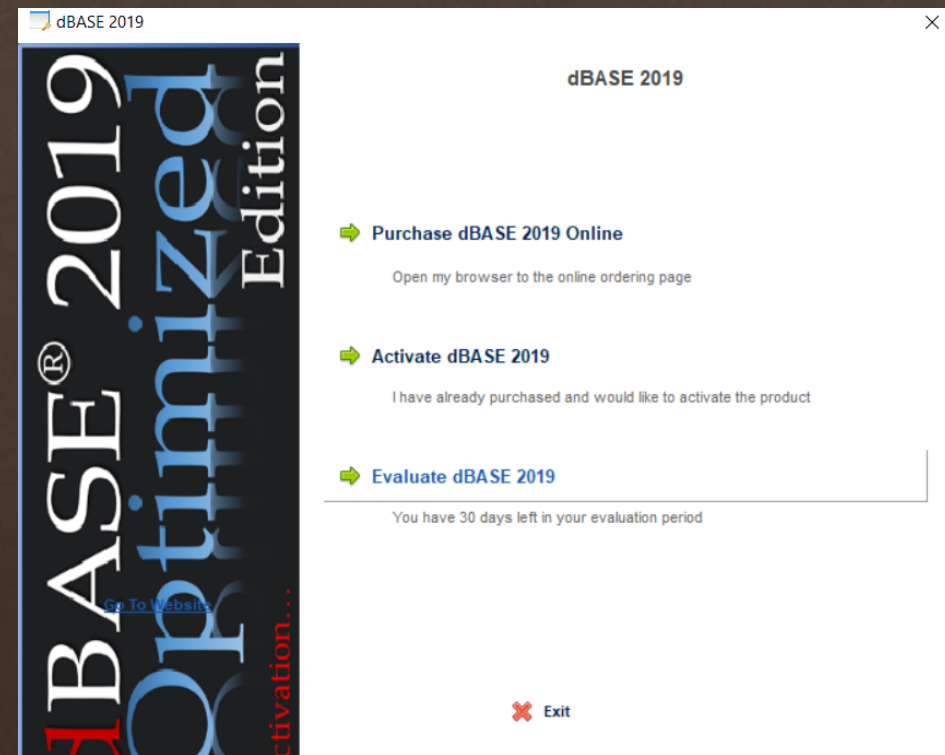 dBASE 2019
dBASE® 2019
Optimized
Edition
Go To Website
dBASE 2019
Purchase dBASE 2019 Online
Open my browser to the online ordering page
Activate dBASE 2019
I have already purchased and would like to activate the product
Evaluate dBASE 2019
You have 30 days left in your evaluation period
Exit